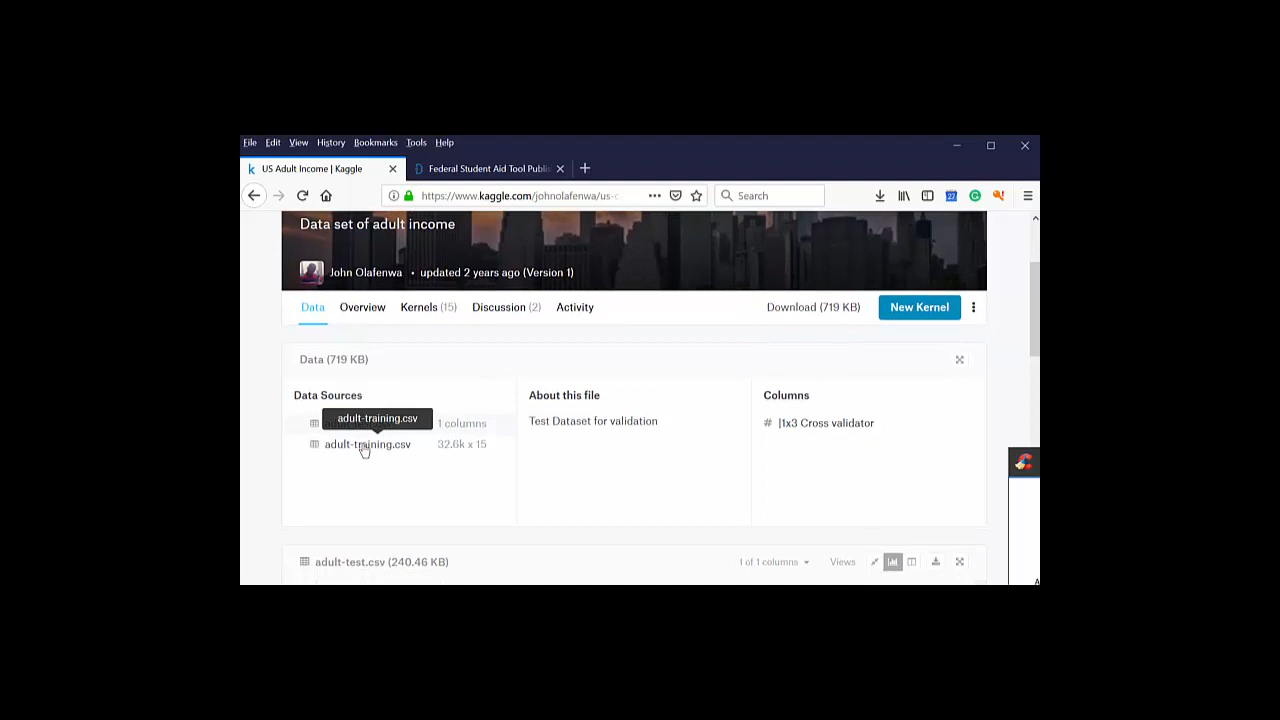 File Edit View History Bookmarks Tools Help
US Adult Income | Kaggle
Federal Student Aid Tool Publis
https://www.kaggle.com/johnolafenwa/us-c
Search
27
Data set of adult income
John Olafenwa • updated 2 years ago (Version 1)
Data Overview Kernels (15) Discussion (2) Activity Download (719 KB) New Kernel
Data (719 KB)
Data Sources
adult-training.csv
1 columns
adult-training.csv 32.6k x 15
About this file
Test Dataset for validation
Columns
# |1x3 Cross validator
adult-test.csv (240.46 KB) 1 of 1 columns Views